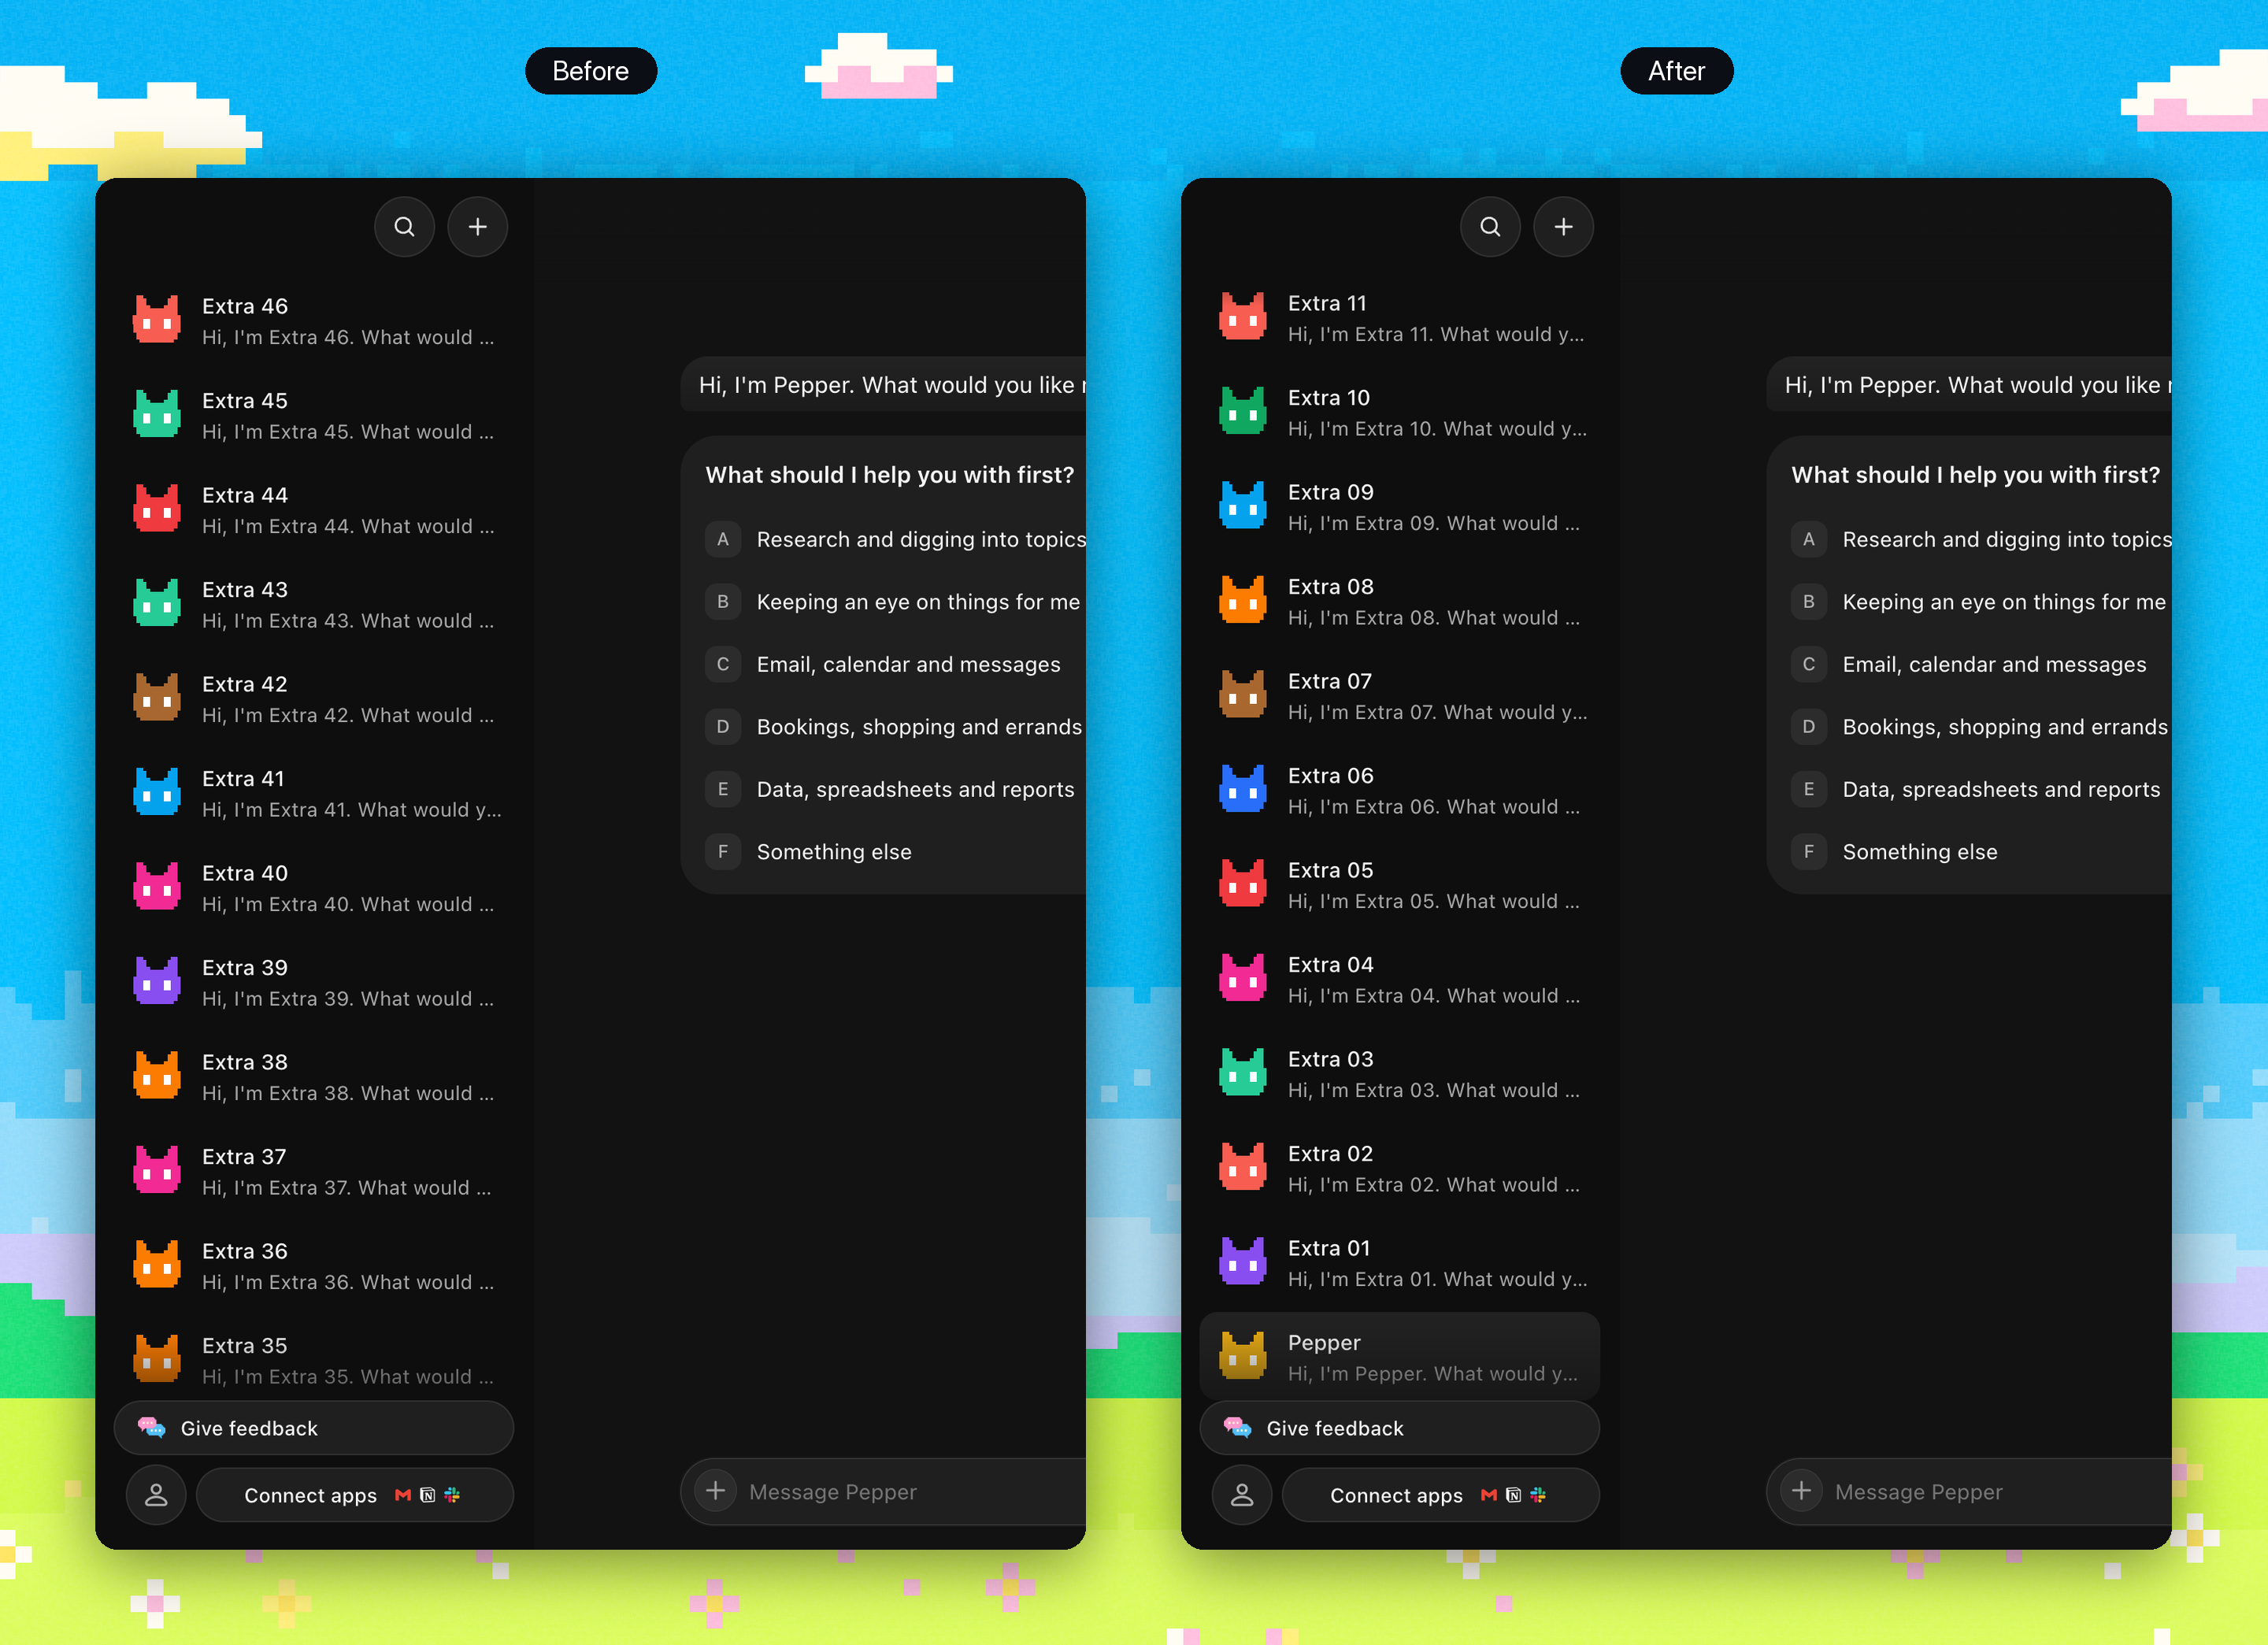 Before
After
Extra 46
Hi, I'm Extra 46. What would ...
Extra 45
Hi, I'm Extra 45. What would ...
Extra 44
Hi, I'm Extra 44. What would ...
Extra 43
Hi, I'm Extra 43. What would ...
Extra 42
Hi, I'm Extra 42. What would ...
Extra 41
Hi, I'm Extra 41. What would y...
Extra 40
Hi, I'm Extra 40. What would ...
Extra 39
Hi, I'm Extra 39. What would ...
Extra 38
Hi, I'm Extra 38. What would ...
Extra 37
Hi, I'm Extra 37. What would ...
Extra 36
Hi, I'm Extra 36. What would ...
Extra 35
Hi, I'm Extra 35. What would ...
Give feedback
Connect apps
Hi, I'm Pepper. What would you like
What should I help you with first?
A Research and digging into topics
B Keeping an eye on things for me
C Email, calendar and messages
D Bookings, shopping and errands
E Data, spreadsheets and reports
F Something else
Message Pepper
Extra 11
Hi, I'm Extra 11. What would y...
Extra 10
Hi, I'm Extra 10. What would y...
Extra 09
Hi, I'm Extra 09. What would ...
Extra 08
Hi, I'm Extra 08. What would ...
Extra 07
Hi, I'm Extra 07. What would y...
Extra 06
Hi, I'm Extra 06. What would ...
Extra 05
Hi, I'm Extra 05. What would ...
Extra 04
Hi, I'm Extra 04. What would ...
Extra 03
Hi, I'm Extra 03. What would ...
Extra 02
Hi, I'm Extra 02. What would ...
Extra 01
Hi, I'm Extra 01. What would y...
Pepper
Hi, I'm Pepper. What would y...
Give feedback
Connect apps
Hi, I'm Pepper. What would you like
What should I help you with first?
A Research and digging into topics
B Keeping an eye on things for me
C Email, calendar and messages
D Bookings, shopping and errands
E Data, spreadsheets and reports
F Something else
Message Pepper